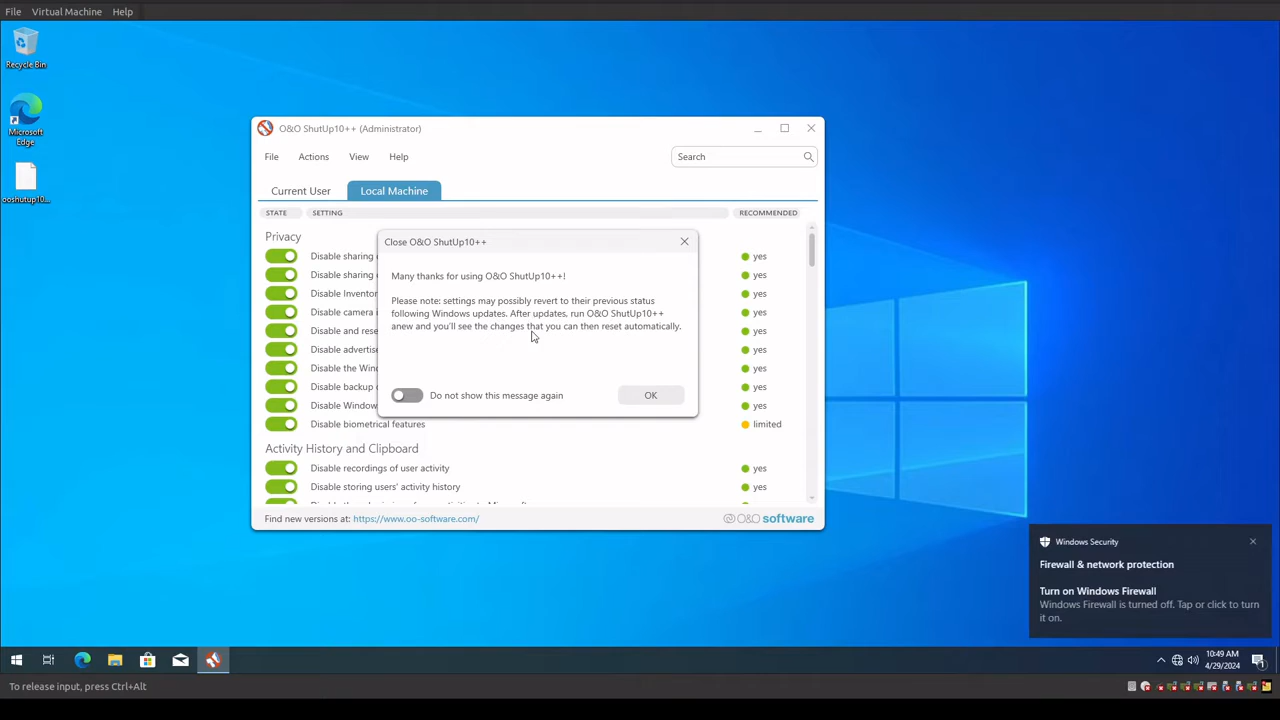 File Virtual Machine Help
Recycle Bin
Microsoft
Edge
ooshutup10...
O&O ShutUp10++ (Administrator)
File Actions View Help
Search
Current User Local Machine
STATE SETTING RECOMMENDED
Privacy
Disable sharing yes
Disable sharing yes
Disable Inventor yes
Disable camera yes
Disable and rese yes
Disable advertise yes
Disable the Wind yes
Disable backup yes
Disable Window yes
Disable biometrical features limited
Activity History and Clipboard
Disable recordings of user activity yes
Disable storing users' activity history yes
Close O&O ShutUp10++
Many thanks for using O&O ShutUp10++!
Please note: settings may possibly revert to their previous status
following Windows updates. After updates, run O&O ShutUp10++
anew and you'll see the changes that you can then reset automatically.
Do not show this message again OK
Find new versions at: https://www.oo-software.com/ O&O software
Windows Security
Firewall & network protection
Turn on Windows Firewall
Windows Firewall is turned off. Tap or click to turn
it on.
10:49 AM
4/29/2024
1
To release input, press Ctrl+Alt